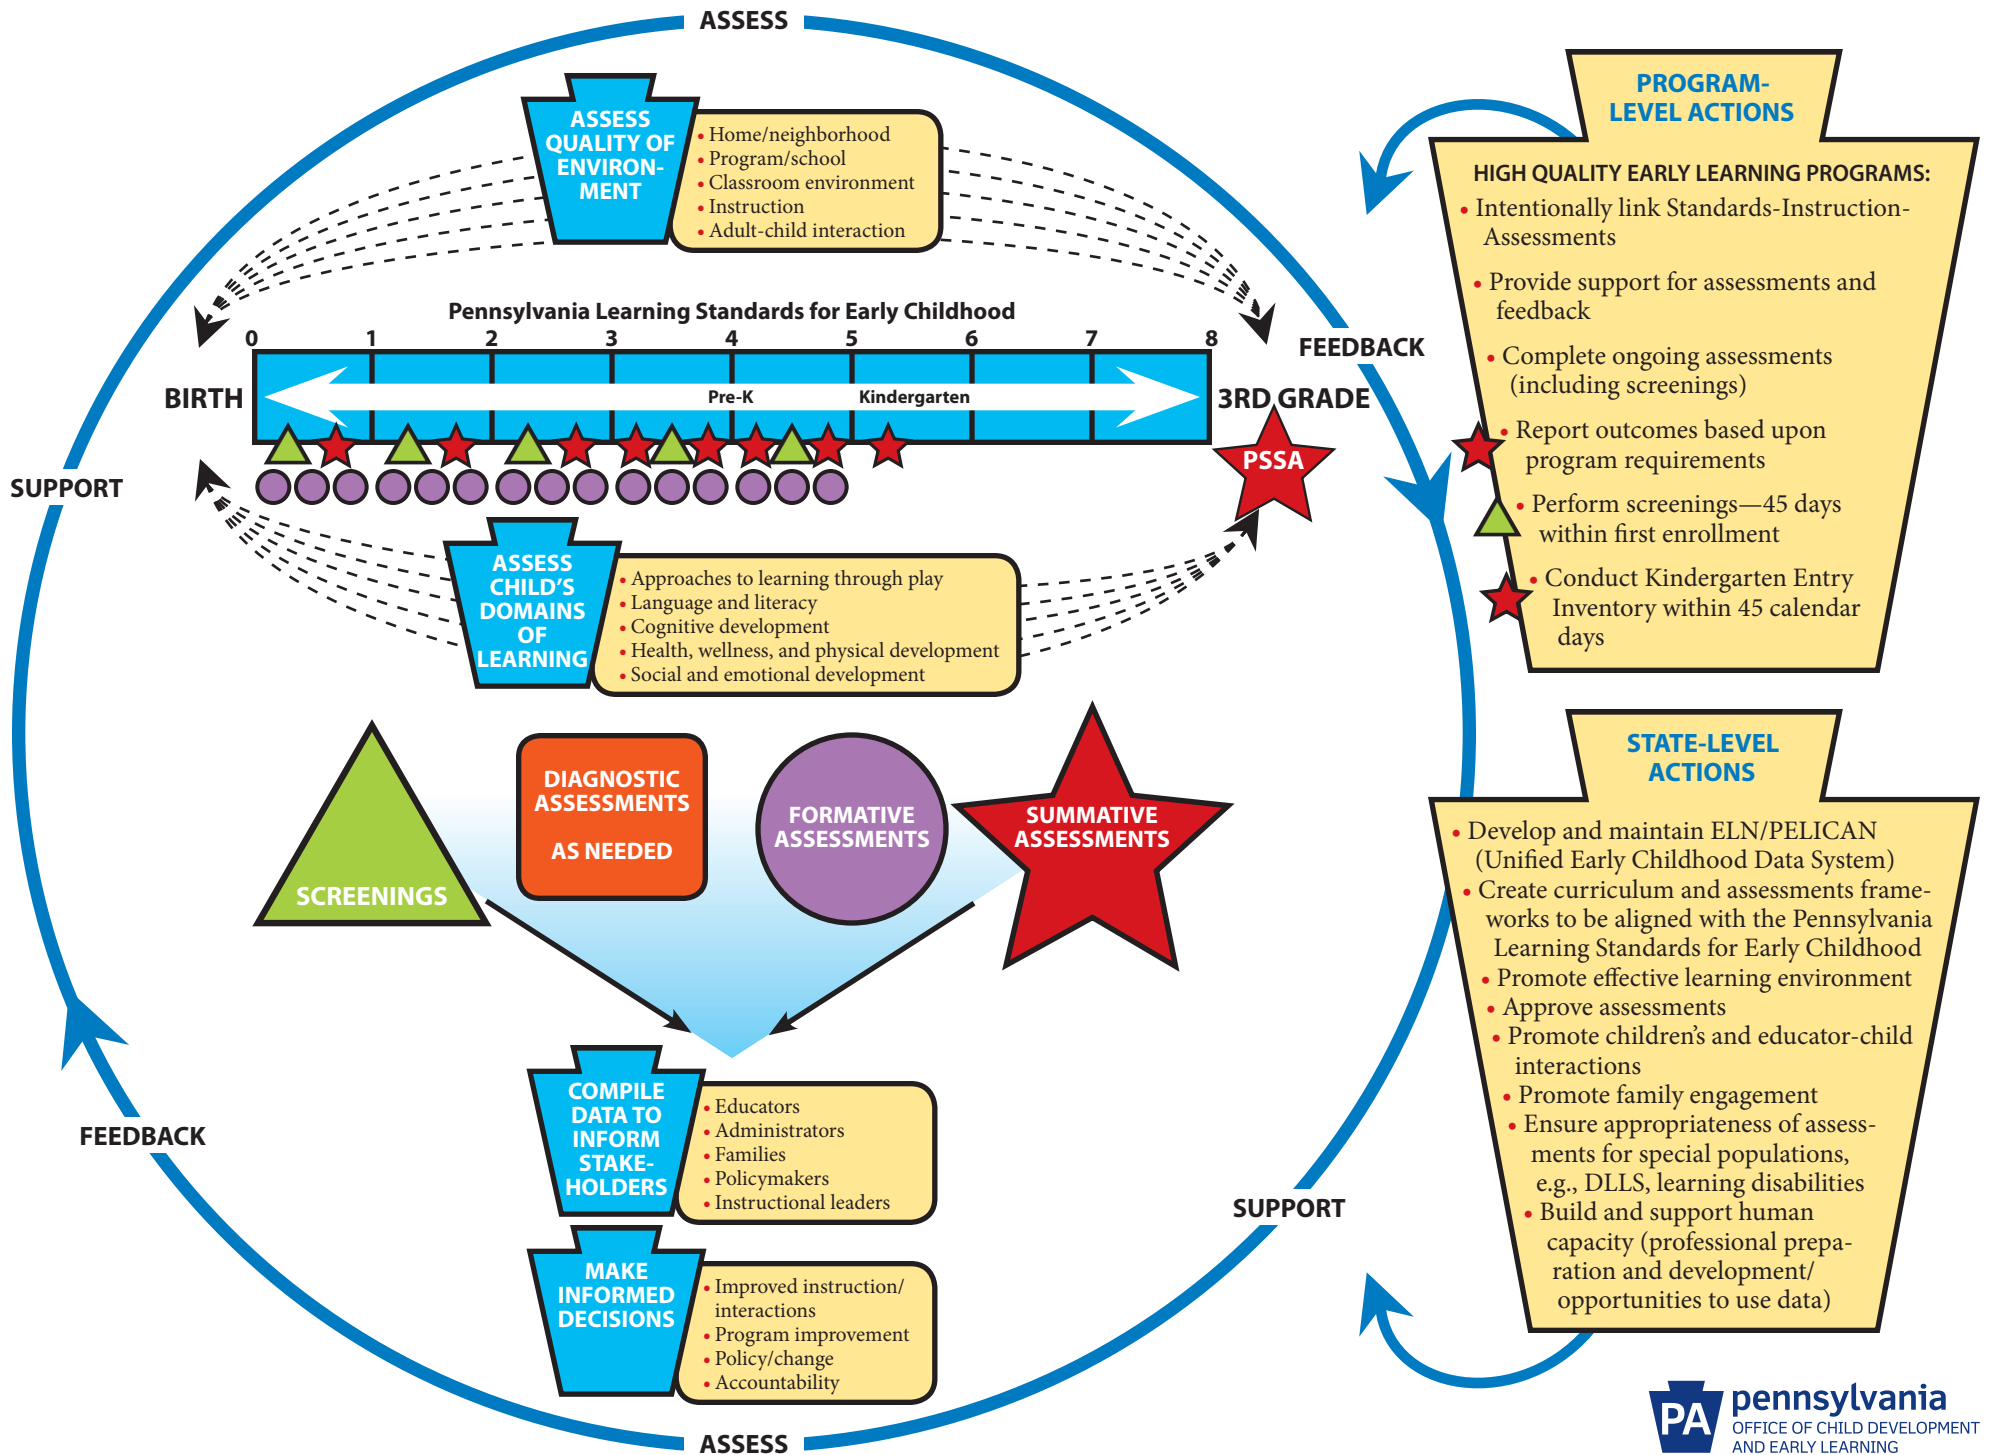 ASSESS
ASSESS
QUALITY OF
ENVIRON-
MENT
• Home/neighborhood
• Program/school
• Classroom environment
• Instruction
• Adult-child interaction
Pennsylvania Learning Standards for Early Childhood
0 1 2 3 4 5 6 7 8
BIRTH
Pre-K
Kindergarten
3RD GRADE
PSSA
FEEDBACK
SUPPORT
ASSESS
CHILD'S
DOMAINS
OF
LEARNING
• Approaches to learning through play
• Language and literacy
• Cognitive development
• Health, wellness, and physical development
• Social and emotional development
SCREENINGS
DIAGNOSTIC
ASSESSMENTS
AS NEEDED
FORMATIVE
ASSESSMENTS
SUMMATIVE
ASSESSMENTS
COMPILE
DATA TO
INFORM
STAKE-
HOLDERS
• Educators
• Administrators
• Families
• Policymakers
• Instructional leaders
FEEDBACK
SUPPORT
MAKE
INFORMED
DECISIONS
• Improved instruction/
interactions
• Program improvement
• Policy/change
• Accountability
ASSESS
PROGRAM-
LEVEL ACTIONS
HIGH QUALITY EARLY LEARNING PROGRAMS:
• Intentionally link Standards-Instruction-
Assessments
• Provide support for assessments and
feedback
• Complete ongoing assessments
(including screenings)
• Report outcomes based upon
program requirements
• Perform screenings—45 days
within first enrollment
• Conduct Kindergarten Entry
Inventory within 45 calendar
days
STATE-LEVEL
ACTIONS
• Develop and maintain ELN/PELICAN
(Unified Early Childhood Data System)
• Create curriculum and assessments frame-
works to be aligned with the Pennsylvania
Learning Standards for Early Childhood
• Promote effective learning environment
• Approve assessments
• Promote children's and educator-child
interactions
• Promote family engagement
• Ensure appropriateness of assess-
ments for special populations,
e.g., DLLS, learning disabilities
• Build and support human
capacity (professional prepa-
ration and development/
opportunities to use data)
PA
pennsylvania
OFFICE OF CHILD DEVELOPMENT
AND EARLY LEARNING